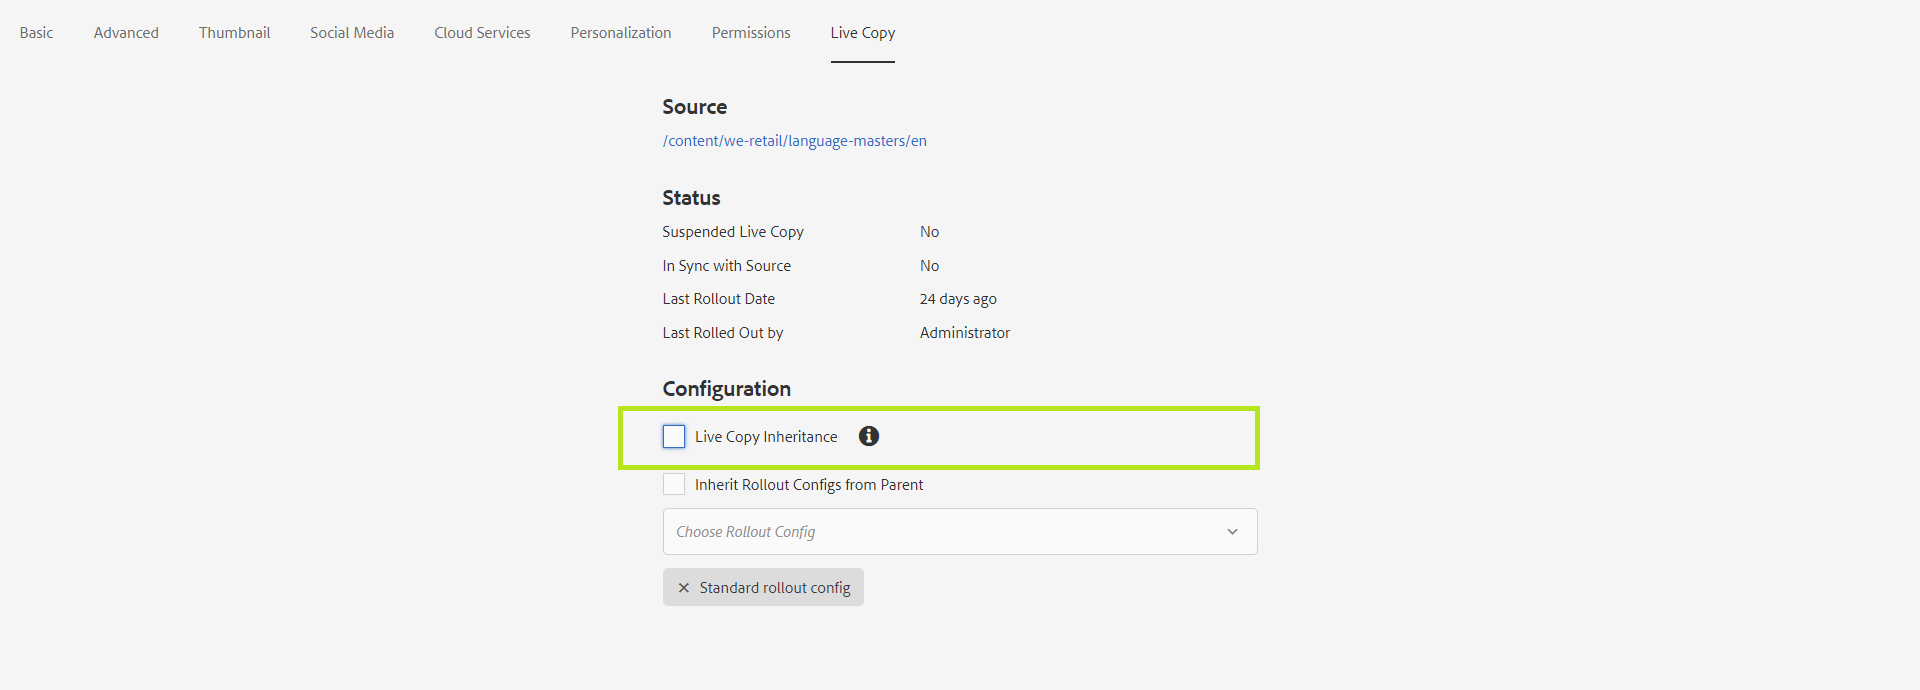 Basic Advanced Thumbnail Social Media Cloud Services Personalization Permissions Live Copy
Source
/content/we-retail/language-masters/en
Status
Suspended Live Copy No
In Sync with Source No
Last Rollout Date 24 days ago
Last Rolled Out by Administrator
Configuration
Live Copy Inheritance
Inherit Rollout Configs from Parent
Choose Rollout Config
Standard rollout config